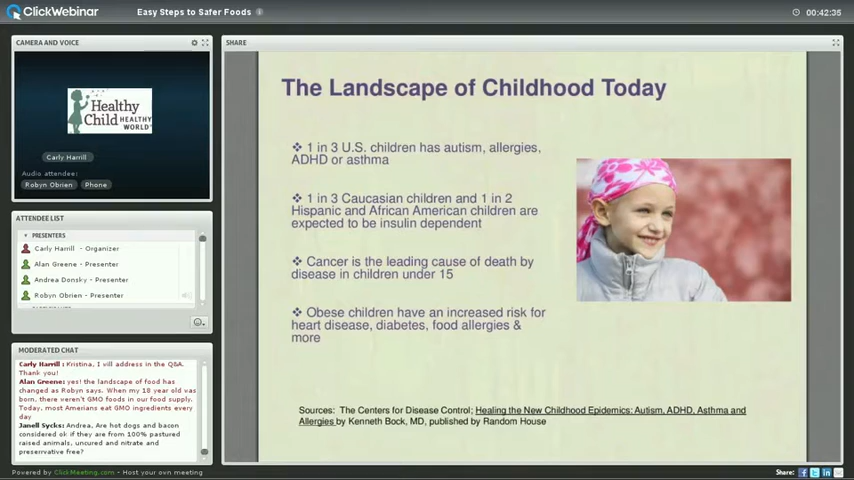 ClickWebinar
Easy Steps to Safer Foods
00:42:35
CAMERA AND VOICE
SHARE
Healthy
Child HEALTHY
WORLD
Carly Harrill
Audio attendee:
Robyn Obrien
Phone
ATTENDEE LIST
PRESENTERS
Carly Harrill - Organizer
Alan Greene - Presenter
Andrea Donsky - Presenter
Robyn Obrien - Presenter
MODERATED CHAT
Carly Harrill : Kristina, I vill address in the Q&A.
Thank you!
Alan Greene: yes! the landscape of food has
changed as Robyn says. When my 18 year old was
born, there veren't GMO foods in our food supply.
Today, most Amerians eat GMO ingredients every
day
Janell Sycks: Andrea, Are hot dogs and bacon
considered ok if they are from 100% pastured
raised animals, uncured and nitrate and
preserrvative free?
The Landscape of Childhood Today
❖ 1 in 3 U.S. children has autism, allergies,
ADHD or asthma
❖ 1 in 3 Caucasian children and 1 in 2
Hispanic and African American children are
expected to be insulin dependent
❖ Cancer is the leading cause of death by
disease in children under 15
❖ Obese children have an increased risk for
heart disease, diabetes, food allergies &
more
Sources: The Centers for Disease Control; Healing the New Childhood Epidemics: Autism, ADHD, Asthma and
Allergies by Kenneth Bock, MD, published by Random House
Powered by ClickMeeting.com - Host your own meeting
Share: